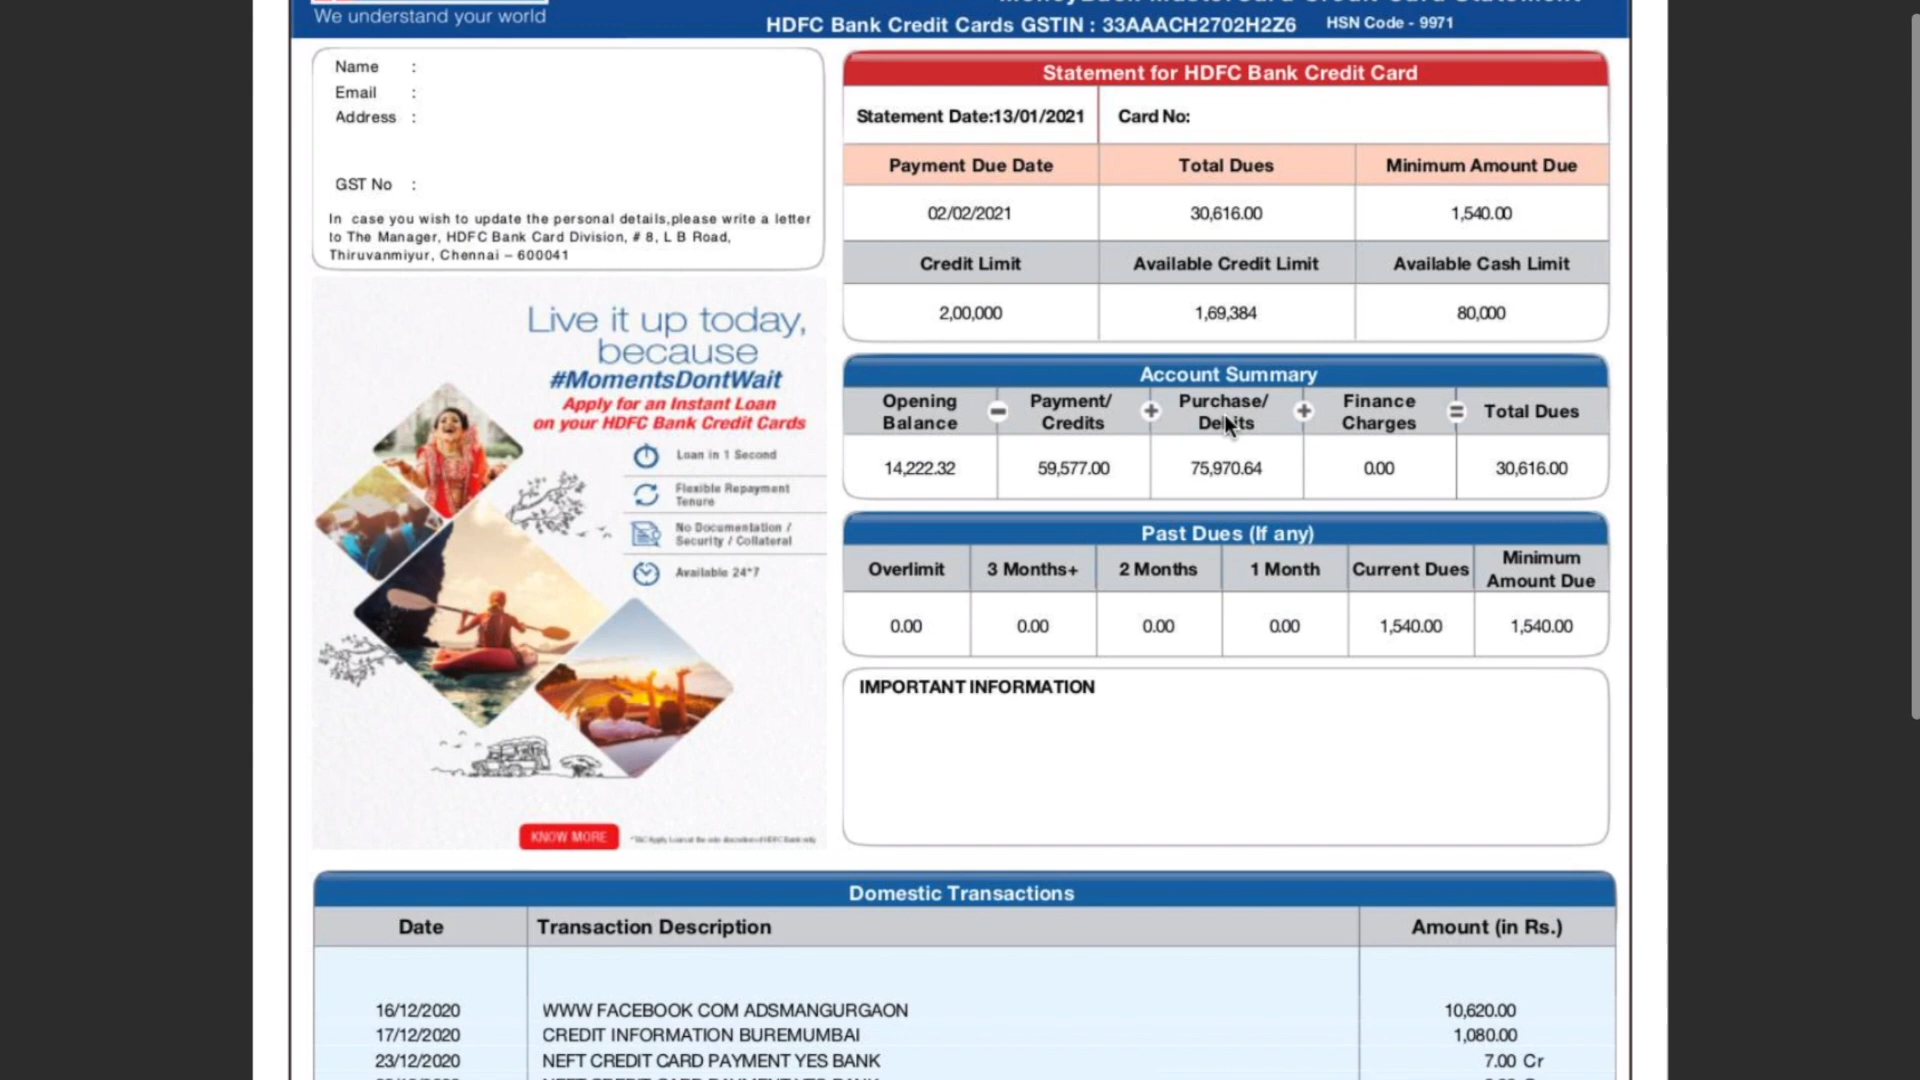 We understand your world
MoneyBack MasterCard Credit Card Statement
HDFC Bank Credit Cards GSTIN : 33AAACH2702H2Z6 HSN Code - 9971
Name :
Email :
Address :
GST No :
In case you wish to update the personal details,please write a letter
to The Manager, HDFC Bank Card Division, # 8, L B Road,
Thiruvanmiyur, Chennai – 600041
Statement for HDFC Bank Credit Card
Statement Date:13/01/2021 Card No:
Payment Due Date Total Dues Minimum Amount Due
02/02/2021 30,616.00 1,540.00
Credit Limit Available Credit Limit Available Cash Limit
2,00,000 1,69,384 80,000
Live it up today,
because
#MomentsDontWait
Apply for an Instant Loan
on your HDFC Bank Credit Cards
Loan in 1 Second
Flexible Repayment
Tenure
No Documentation /
Security / Collateral
Available 24*7
KNOW MORE
Account Summary
Opening Balance - Payment/ Credits + Purchase/ Debits + Finance Charges = Total Dues
14,222.32 59,577.00 75,970.64 0.00 30,616.00
Past Dues (If any)
Overlimit 3 Months+ 2 Months 1 Month Current Dues Minimum Amount Due
0.00 0.00 0.00 0.00 1,540.00 1,540.00
IMPORTANT INFORMATION
Domestic Transactions
Date Transaction Description Amount (in Rs.)
16/12/2020 WWW FACEBOOK COM ADSMANGURGAON 10,620.00
17/12/2020 CREDIT INFORMATION BUREMUMBAI 1,080.00
23/12/2020 NEFT CREDIT CARD PAYMENT YES BANK 7.00 Cr